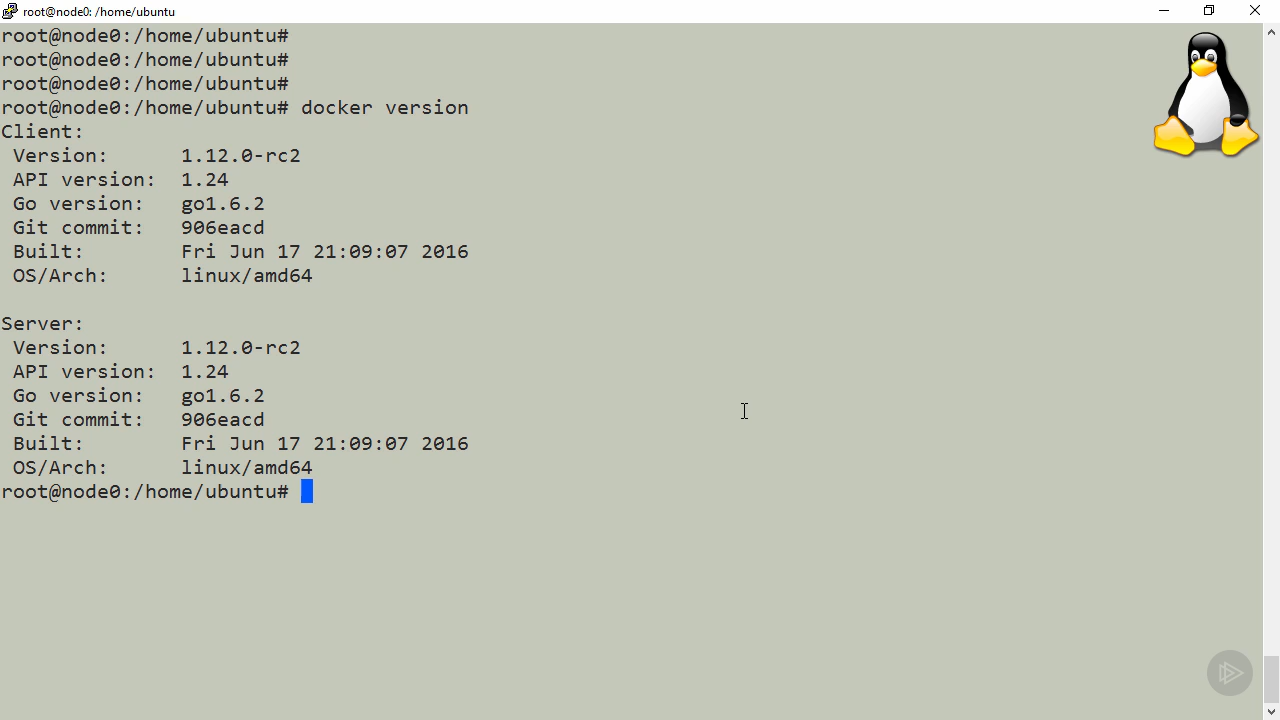 root@node0: /home/ubuntu
root@node0:/home/ubuntu#
root@node0:/home/ubuntu#
root@node0:/home/ubuntu#
root@node0:/home/ubuntu# docker version
Client:
 Version:      1.12.0-rc2
 API version:  1.24
 Go version:   go1.6.2
 Git commit:   906eacd
 Built:        Fri Jun 17 21:09:07 2016
 OS/Arch:      linux/amd64

Server:
 Version:      1.12.0-rc2
 API version:  1.24
 Go version:   go1.6.2
 Git commit:   906eacd
 Built:        Fri Jun 17 21:09:07 2016
 OS/Arch:      linux/amd64
root@node0:/home/ubuntu#